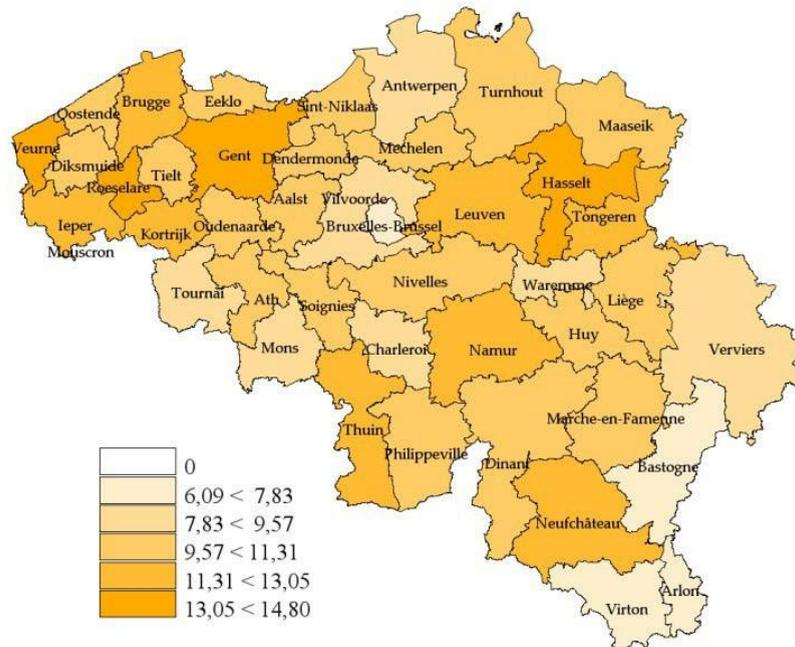 Antwerpen
Turnhout
Brugge
Eeklo
Sint-Niklaas
Oostende
Maaseik
Veurne
Diksmuide
Tielt
Gent
Dendermonde
Mechelen
Roeselare
Hasselt
Aalst
Vilvoorde
Leuven
Tongeren
Ieper
Kortrijk
Oudenaarde
Bruxelles-Brussel
Mouscron
Nivelles
Waremme
Tournai
Ath
Soignies
Liège
Mons
Charleroi
Namur
Huy
Verviers
Marche-en-Famenne
Thuin
Philippeville
Dinant
Bastogne
Neufchâteau
Arlon
Virton
0
6,09 < 7,83
7,83 < 9,57
9,57 < 11,31
11,31 < 13,05
13,05 < 14,80